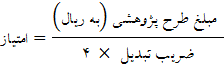 امتیاز = مبلغ طرح پژوهشی (به ریال)
ضریب تبدیل × ۴